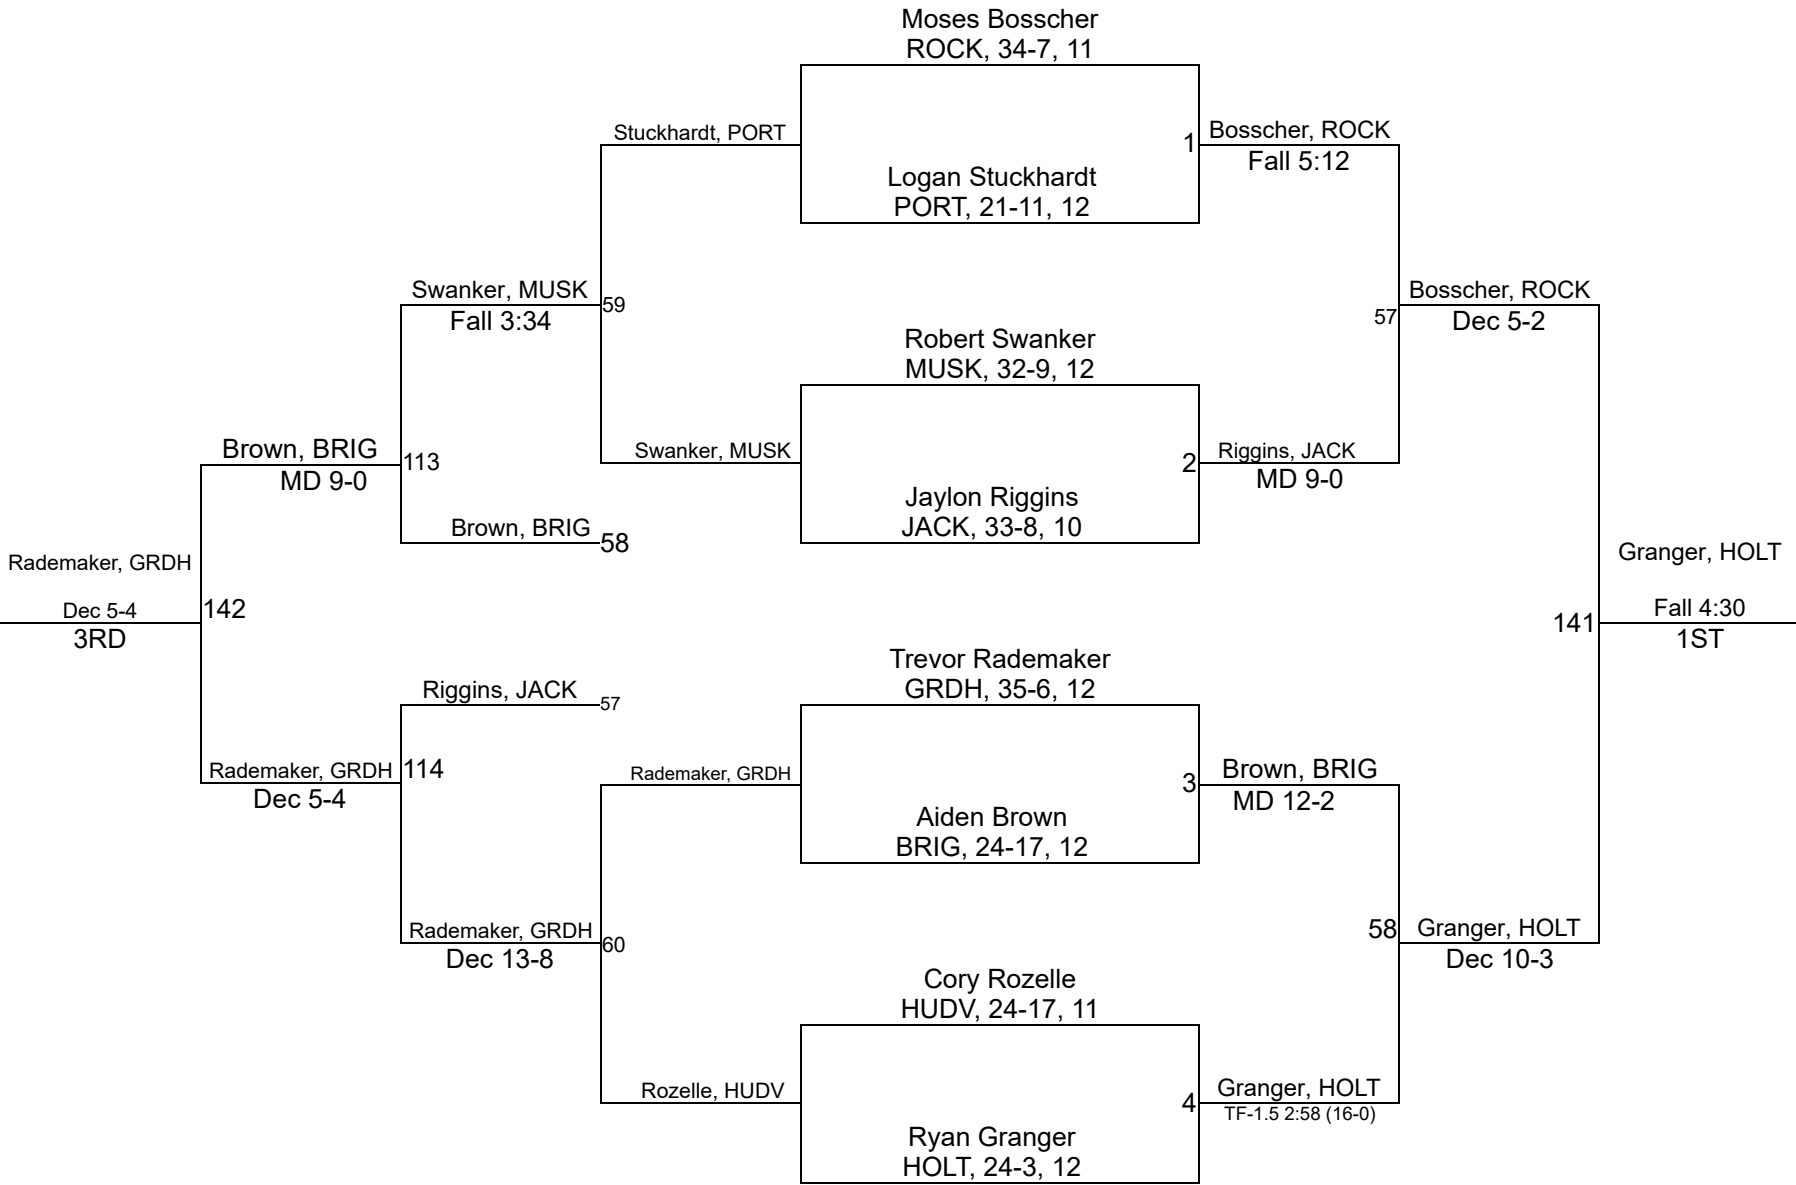 Moses Bosscher
ROCK, 34-7, 11
Stuckhardt, PORT
1
Bosscher, ROCK
Fall 5:12
Logan Stuckhardt
PORT, 21-11, 12
Swanker, MUSK
59
Fall 3:34
Bosscher, ROCK
57
Dec 5-2
Robert Swanker
MUSK, 32-9, 12
Brown, BRIG
113
MD 9-0
Swanker, MUSK
2
Riggins, JACK
MD 9-0
Jaylon Riggins
JACK, 33-8, 10
Brown, BRIG
58
Rademaker, GRDH
Dec 5-4
142
3RD
Granger, HOLT
Fall 4:30
141
1ST
Trevor Rademaker
GRDH, 35-6, 12
Riggins, JACK
57
Rademaker, GRDH
114
Dec 5-4
Rademaker, GRDH
3
Brown, BRIG
MD 12-2
Aiden Brown
BRIG, 24-17, 12
Rademaker, GRDH
60
Dec 13-8
58
Granger, HOLT
Dec 10-3
Cory Rozelle
HUDV, 24-17, 11
Rozelle, HUDV
4
Granger, HOLT
TF-1.5 2:58 (16-0)
Ryan Granger
HOLT, 24-3, 12